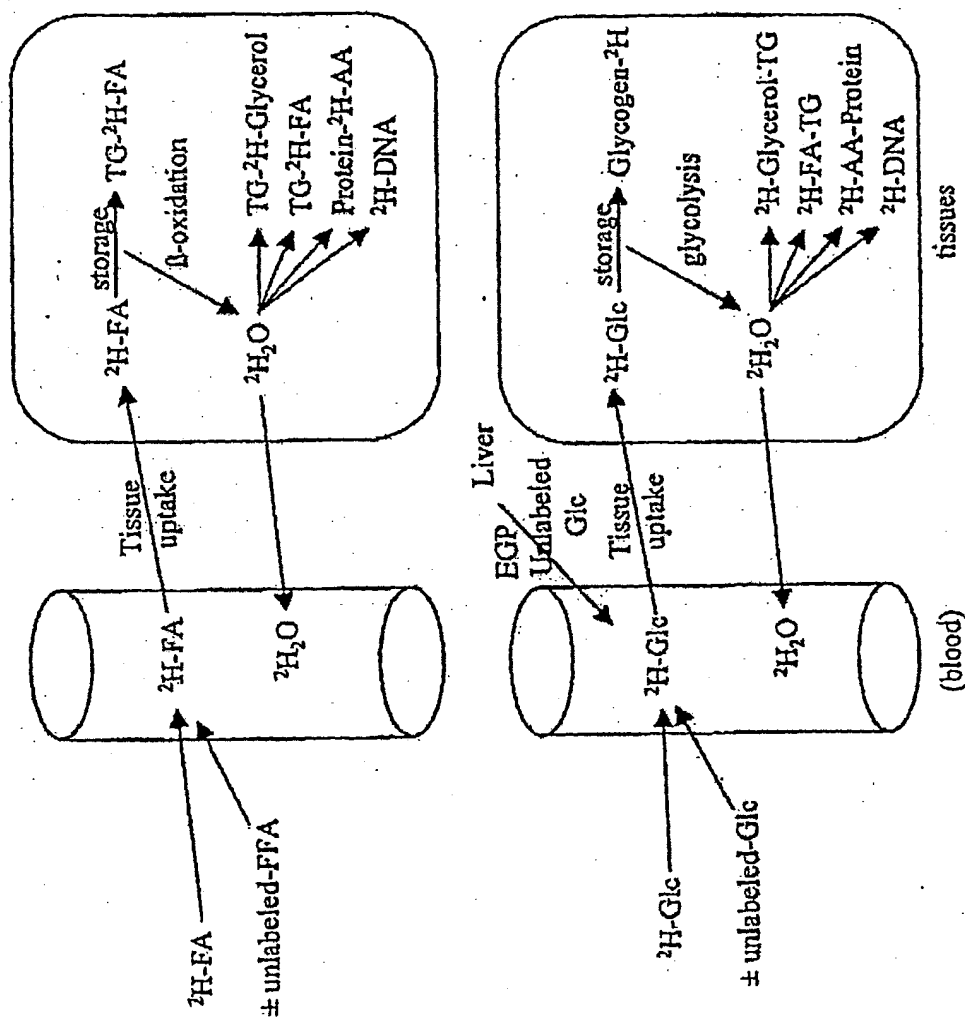 ²H-FA
± unlabeled-FFA
²H-FA
²H₂O
Tissue
uptake
²H-FA
storage
TG-²H-FA
β-oxidation
²H₂O
TG-²H-Glycerol
TG-²H-FA
Protein-²H-AA
²H-DNA
²H-Glc
± unlabeled-Glc
²H-Glc
²H₂O
(blood)
EGP
Liver
Unlabeled
Glc
Tissue
uptake
²H-Glc
storage
Glycogen-²H
glycolysis
²H₂O
²H-Glycerol-TG
²H-FA-TG
²H-AA-Protein
²H-DNA
tissues